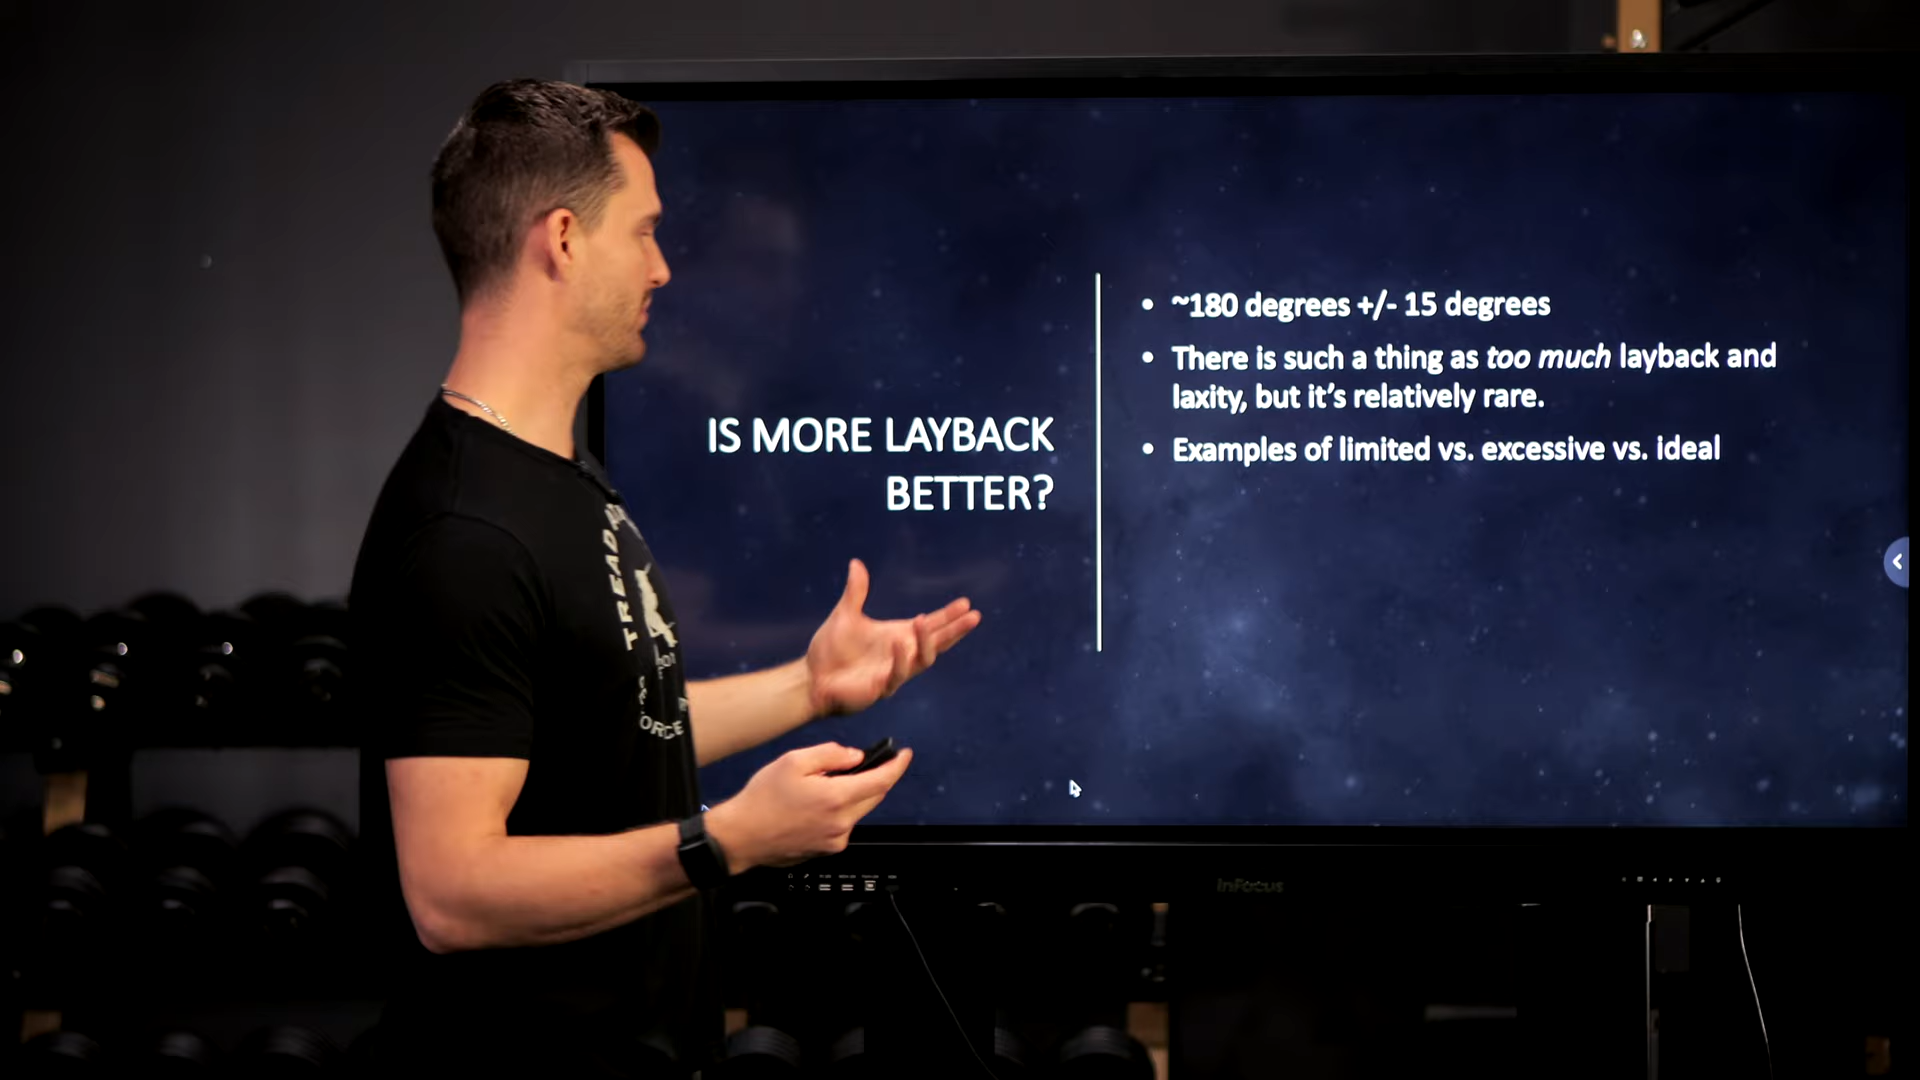 IS MORE LAYBACK
BETTER?
• ~180 degrees +/- 15 degrees
• There is such a thing as too much layback and
laxity, but it's relatively rare.
• Examples of limited vs. excessive vs. ideal
TREAD
InFocus